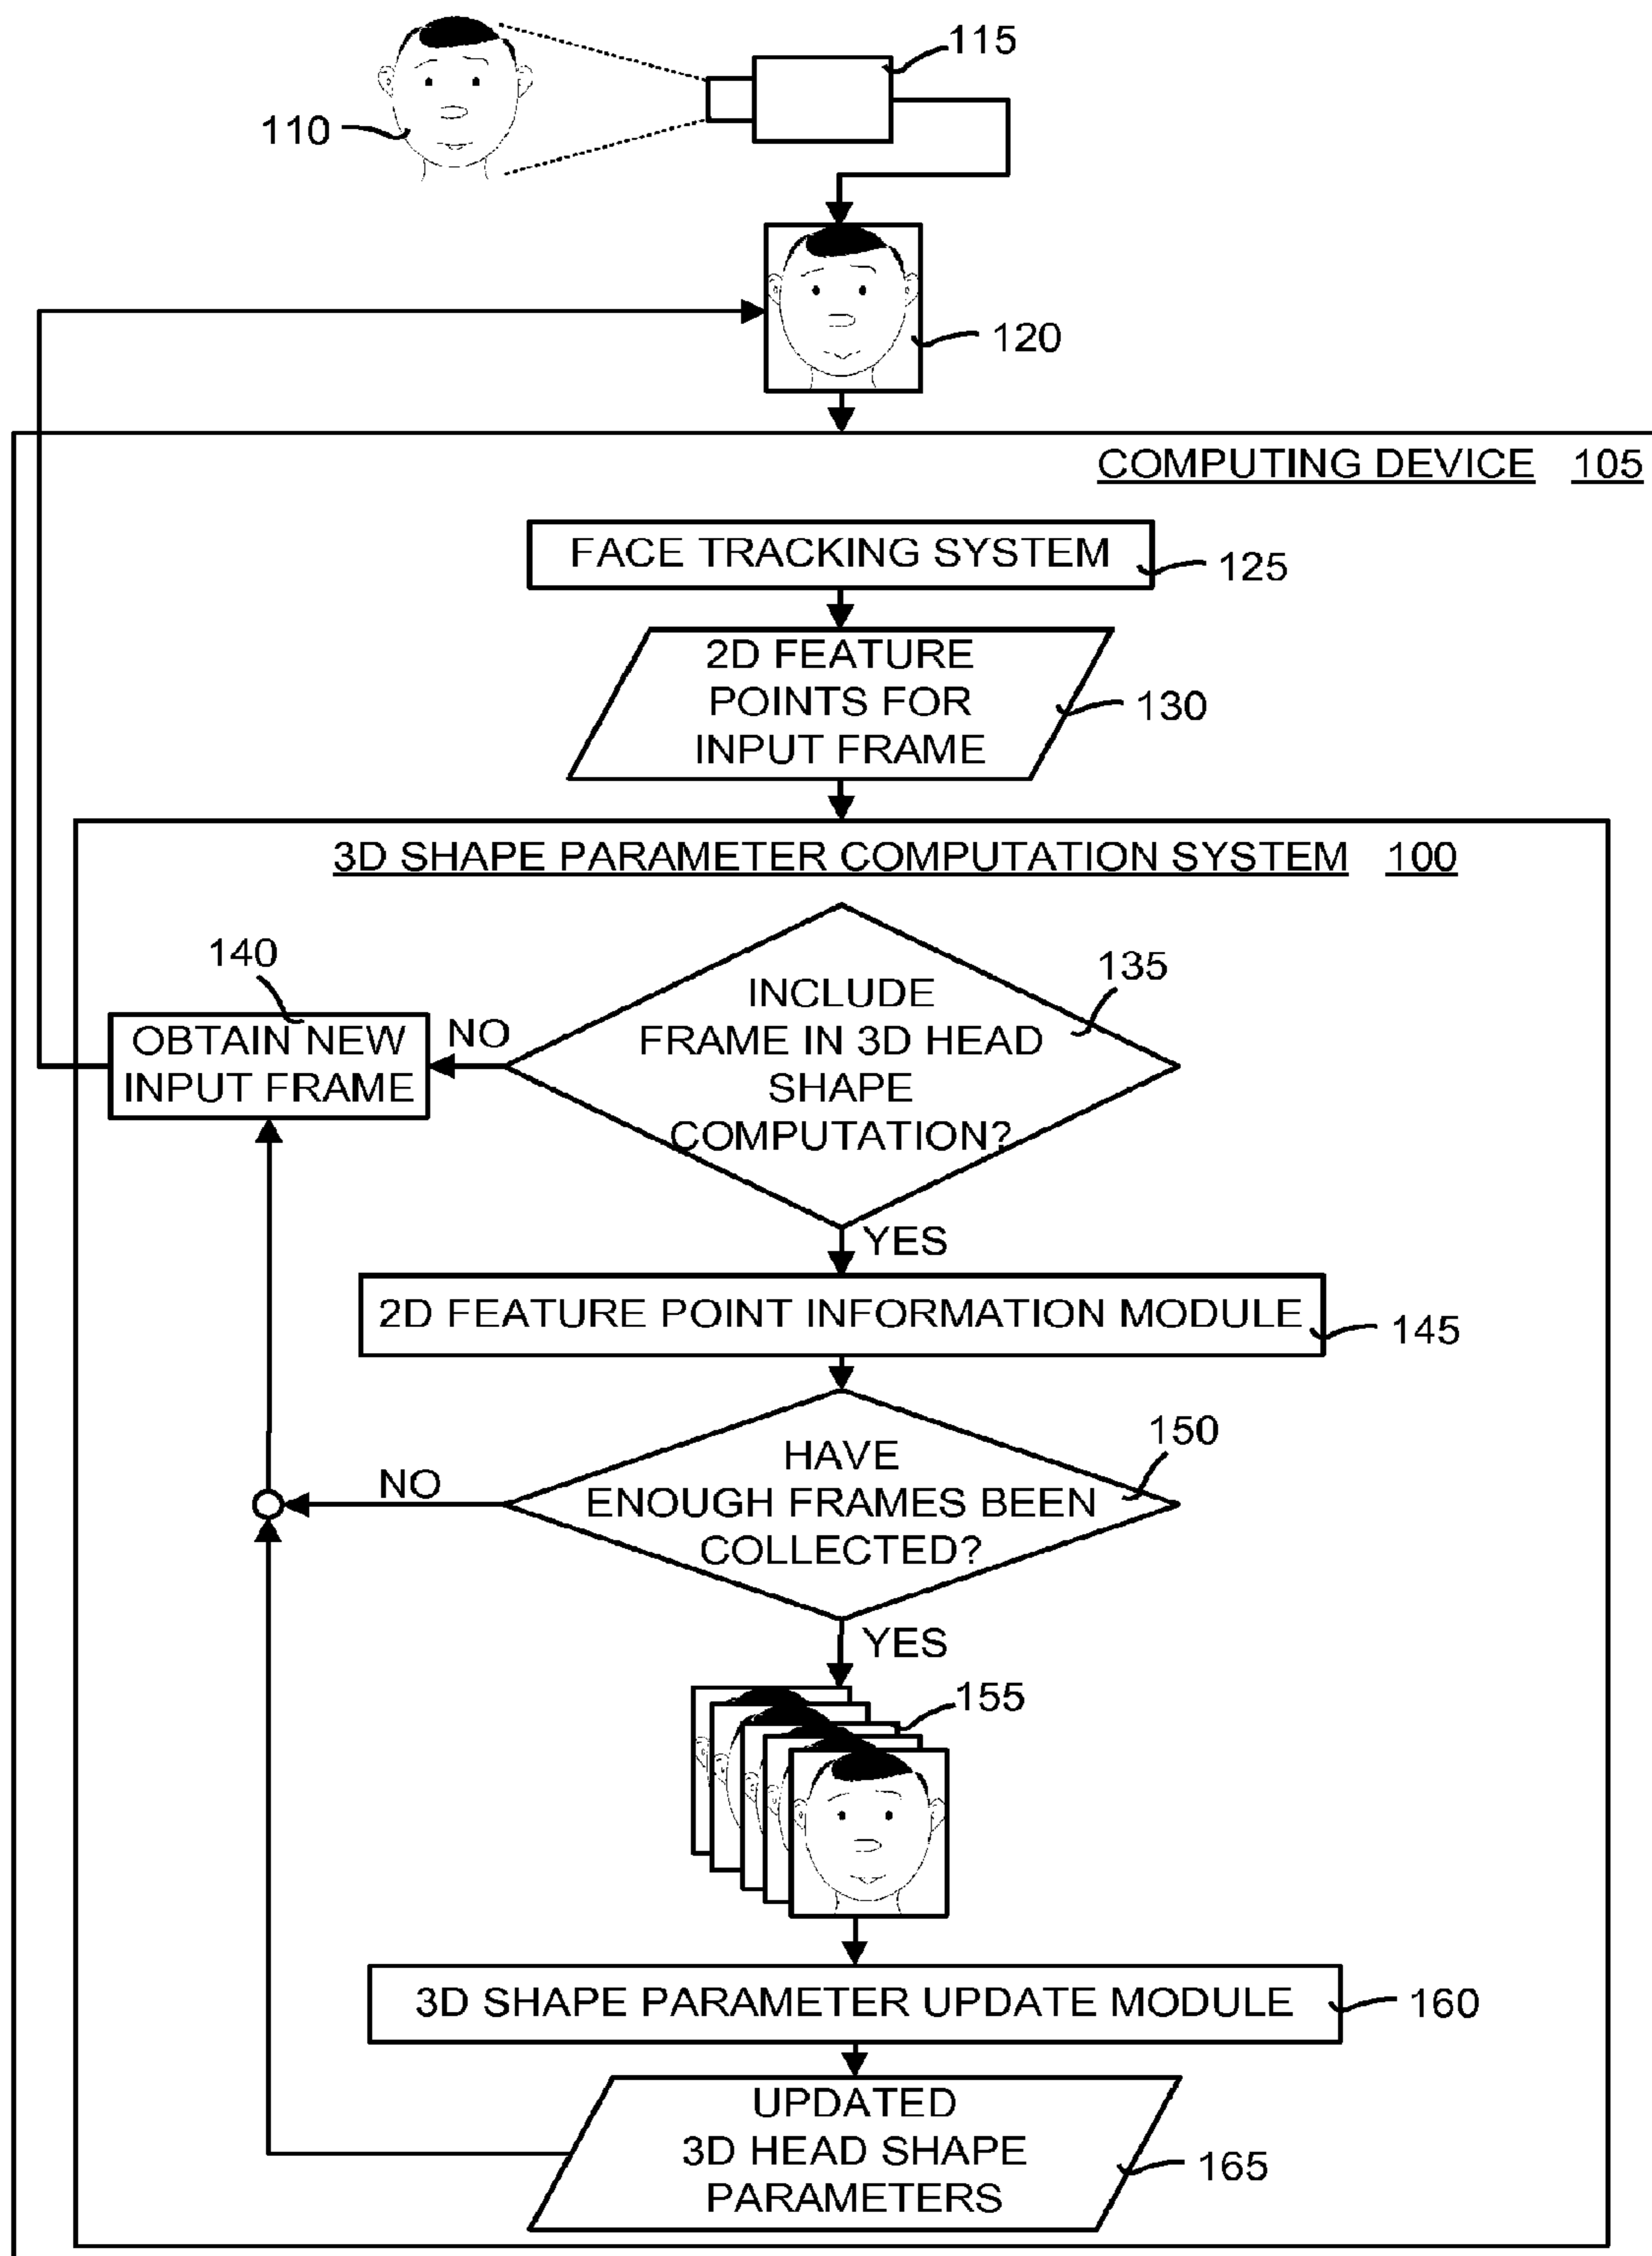 115
110
120
COMPUTING DEVICE 105
FACE TRACKING SYSTEM
125
2D FEATURE
POINTS FOR
INPUT FRAME
130
3D SHAPE PARAMETER COMPUTATION SYSTEM 100
140
135
OBTAIN NEW
INPUT FRAME
NO
INCLUDE
FRAME IN 3D HEAD
SHAPE
COMPUTATION?
YES
2D FEATURE POINT INFORMATION MODULE
145
150
HAVE
ENOUGH FRAMES BEEN
COLLECTED?
NO
YES
155
3D SHAPE PARAMETER UPDATE MODULE
160
UPDATED
3D HEAD SHAPE
PARAMETERS
165